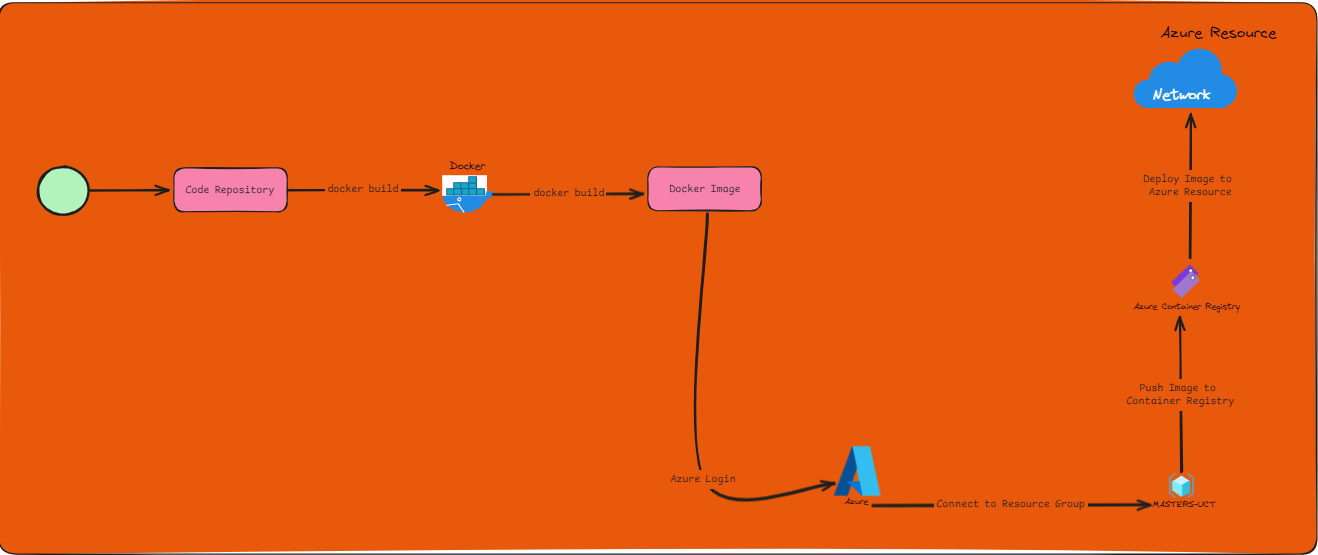 Azure Resource
Network
Docker
Code Repository
docker build
docker build
Docker Image
Deploy Image to
Azure Resource
Azure Container Registry
Push Image to
Container Registry
Azure Login
Azure
Connect to Resource Group
MASTERS-UCT